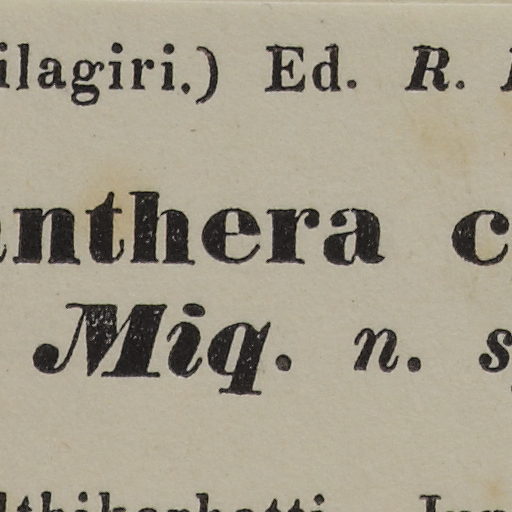 ilagiri.) Ed. R.
nthera c
Miq. n. s